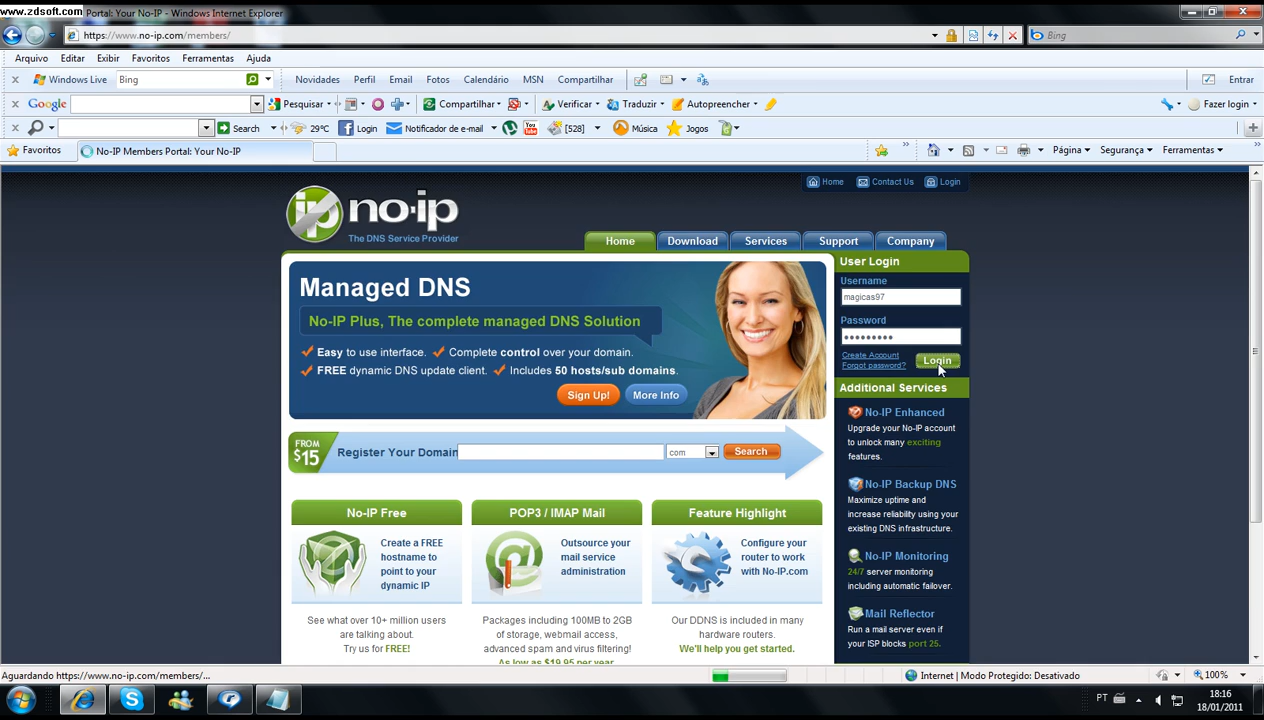 www.zdsoft.com Portal: Your No-IP - Windows Internet Explorer
https://www.no-ip.com/members/
Bing
Arquivo Editar Exibir Favoritos Ferramentas Ajuda
x Windows Live Bing Novidades Perfil Email Fotos Calendário MSN Compartilhar Entrar
x Google Pesquisar Compartilhar Verificar Traduzir Autopreencher Fazer login
x Search 29°C Login Notificador de e-mail You Tube [528] Música Jogos
Favoritos No-IP Members Portal: Your No-IP Página Segurança Ferramentas
Home Contact Us Login
ip no-ip
The DNS Service Provider
Home Download Services Support Company
User Login
Username
magicas97
Password
•••••••••
Create Account
Forgot password?
Login
Managed DNS
No-IP Plus, The complete managed DNS Solution
Easy to use interface. Complete control over your domain.
FREE dynamic DNS update client. Includes 50 hosts/sub domains.
Sign Up! More Info
FROM
$15
Register Your Domain com Search
No-IP Free
Create a FREE
hostname to
point to your
dynamic IP
See what over 10+ million users
are talking about.
Try us for FREE!
POP3 / IMAP Mail
Outsource your
mail service
administration
Packages including 100MB to 2GB
of storage, webmail access,
advanced spam and virus filtering!
As low as $19.95 per year
Feature Highlight
Configure your
router to work
with No-IP.com
Our DDNS is included in many
hardware routers.
We'll help you get started.
Additional Services
No-IP Enhanced
Upgrade your No-IP account
to unlock many exciting
features.
No-IP Backup DNS
Maximize uptime and
increase reliability using your
existing DNS infrastructure.
No-IP Monitoring
24/7 server monitoring
including automatic failover.
Mail Reflector
Run a mail server even if
your ISP blocks port 25.
Aguardando https://www.no-ip.com/members/... Internet | Modo Protegido: Desativado 100%
PT 18:16
18/01/2011